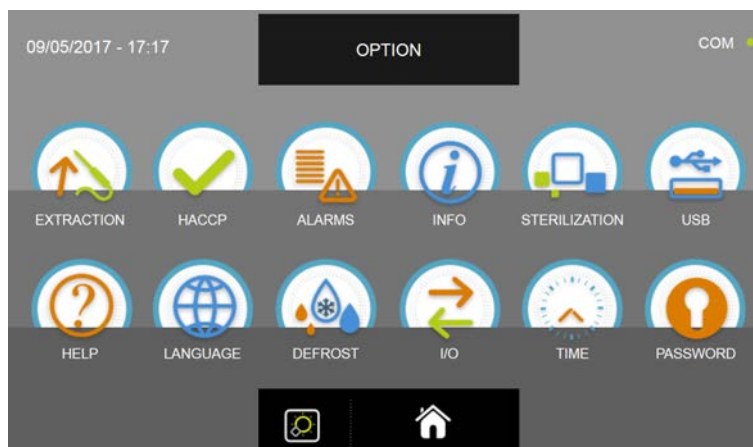 09/05/2017 - 17:17
OPTION
COM
EXTRACTION
HACCP
ALARMS
INFO
STERILIZATION
USB
HELP
LANGUAGE
DEFROST
I/O
TIME
PASSWORD